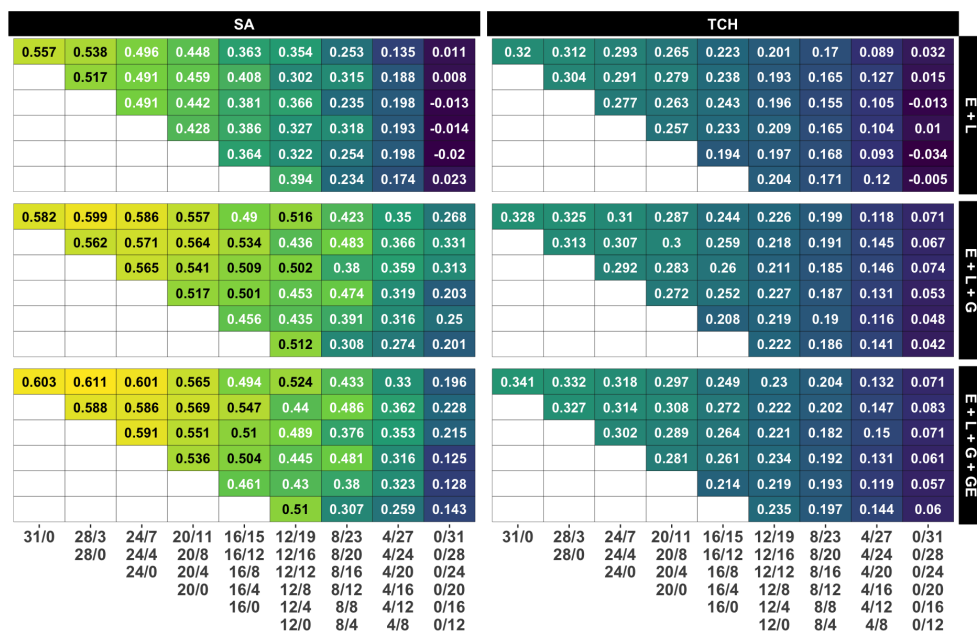 SA
TCH
0.557 0.538 0.496 0.448 0.363 0.354 0.253 0.135 0.011 0.32 0.312 0.293 0.265 0.223 0.201 0.17 0.089 0.032
0.517 0.491 0.459 0.408 0.302 0.315 0.188 0.008 0.304 0.291 0.279 0.238 0.193 0.165 0.127 0.015
0.491 0.442 0.381 0.366 0.235 0.198 -0.013 0.277 0.263 0.243 0.196 0.155 0.105 -0.013
0.428 0.386 0.327 0.318 0.193 -0.014 0.257 0.233 0.209 0.165 0.104 0.01
0.364 0.322 0.254 0.198 -0.02 0.194 0.197 0.168 0.093 -0.034
0.394 0.234 0.174 0.023 0.204 0.171 0.12 -0.005
E + L
0.582 0.599 0.586 0.557 0.49 0.516 0.423 0.35 0.268 0.328 0.325 0.31 0.287 0.244 0.226 0.199 0.118 0.071
0.562 0.571 0.564 0.534 0.436 0.483 0.366 0.331 0.313 0.307 0.3 0.259 0.218 0.191 0.145 0.067
0.565 0.541 0.509 0.502 0.38 0.359 0.313 0.292 0.283 0.26 0.211 0.185 0.146 0.074
0.517 0.501 0.453 0.474 0.319 0.203 0.272 0.252 0.227 0.187 0.131 0.053
0.456 0.435 0.391 0.316 0.25 0.208 0.219 0.19 0.116 0.048
0.512 0.308 0.274 0.201 0.222 0.186 0.141 0.042
E + L + G
0.603 0.611 0.601 0.565 0.494 0.524 0.433 0.33 0.196 0.341 0.332 0.318 0.297 0.249 0.23 0.204 0.132 0.071
0.588 0.586 0.569 0.547 0.44 0.486 0.362 0.228 0.327 0.314 0.308 0.272 0.222 0.202 0.147 0.083
0.591 0.551 0.51 0.489 0.376 0.353 0.215 0.302 0.289 0.264 0.221 0.182 0.15 0.071
0.536 0.504 0.445 0.481 0.316 0.125 0.281 0.261 0.234 0.192 0.131 0.061
0.461 0.43 0.38 0.323 0.128 0.214 0.219 0.193 0.119 0.057
0.51 0.307 0.259 0.143 0.235 0.197 0.144 0.06
E + L + G + GE
31/0 28/3 24/7 20/11 16/15 12/19 8/23 4/27 0/31 31/0 28/3 24/7 20/11 16/15 12/19 8/23 4/27 0/31
28/0 24/4 20/8 16/12 12/16 8/20 4/24 0/28 28/0 24/4 20/8 16/12 12/16 8/20 4/24 0/28
24/0 20/4 16/8 12/12 8/16 4/20 0/24 24/0 20/4 16/8 12/12 8/16 4/20 0/24
20/0 16/4 12/8 8/12 4/16 0/20 20/0 16/4 12/8 8/12 4/16 0/20
16/0 12/4 8/8 4/12 0/16 16/0 12/4 8/8 4/12 0/16
12/0 8/4 4/8 0/12 12/0 8/4 4/8 0/12